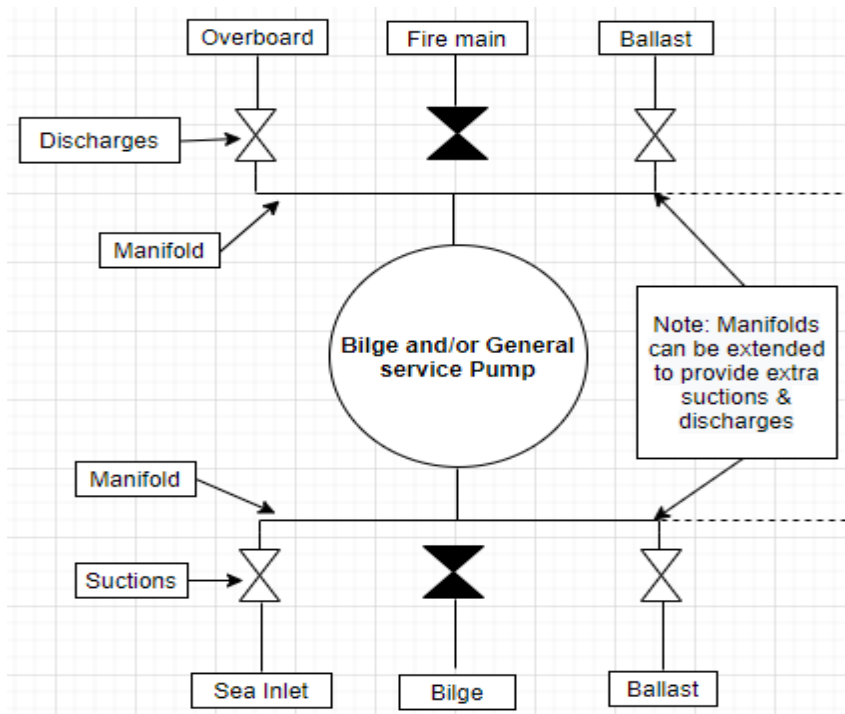 Overboard
Fire main
Ballast
Discharges
Manifold
Bilge and/or General
service Pump
Note: Manifolds
can be extended
to provide extra
suctions &
discharges
Manifold
Suctions
Sea Inlet
Bilge
Ballast